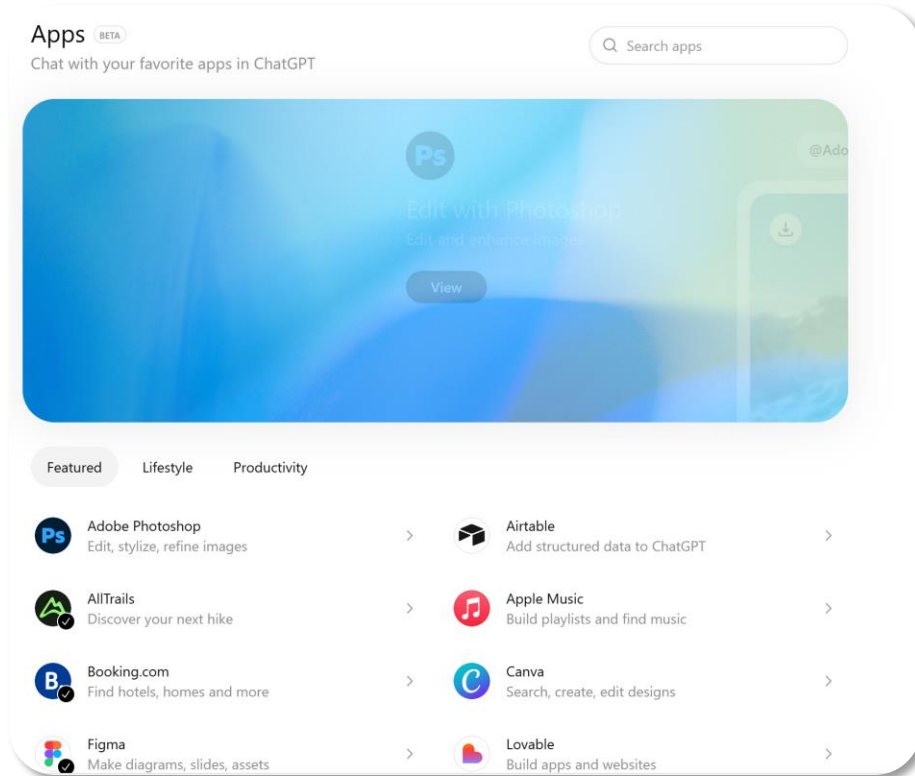 Apps BETA
Search apps
Chat with your favorite apps in ChatGPT
Ps
@Ado
Edit with Photoshop
Edit and enhance images
View
Featured Lifestyle Productivity
Ps
Adobe Photoshop
Edit, stylize, refine images
Airtable
Add structured data to ChatGPT
AllTrails
Discover your next hike
Apple Music
Build playlists and find music
B.
Booking.com
Find hotels, homes and more
C
Canva
Search, create, edit designs
Figma
Make diagrams, slides, assets
Lovable
Build apps and websites